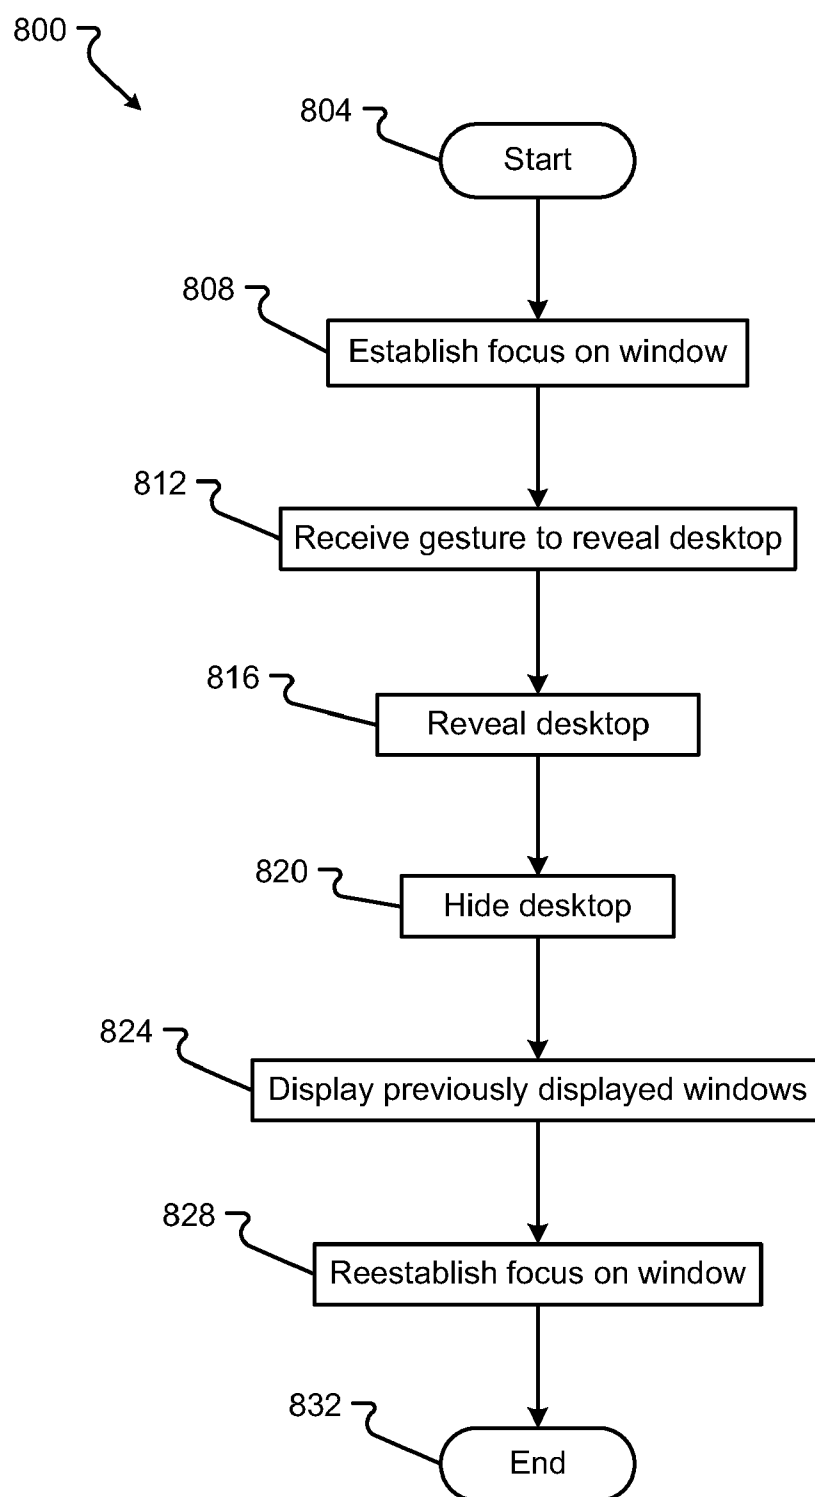 800
804
Start
808
Establish focus on window
812
Receive gesture to reveal desktop
816
Reveal desktop
820
Hide desktop
824
Display previously displayed windows
828
Reestablish focus on window
832
End